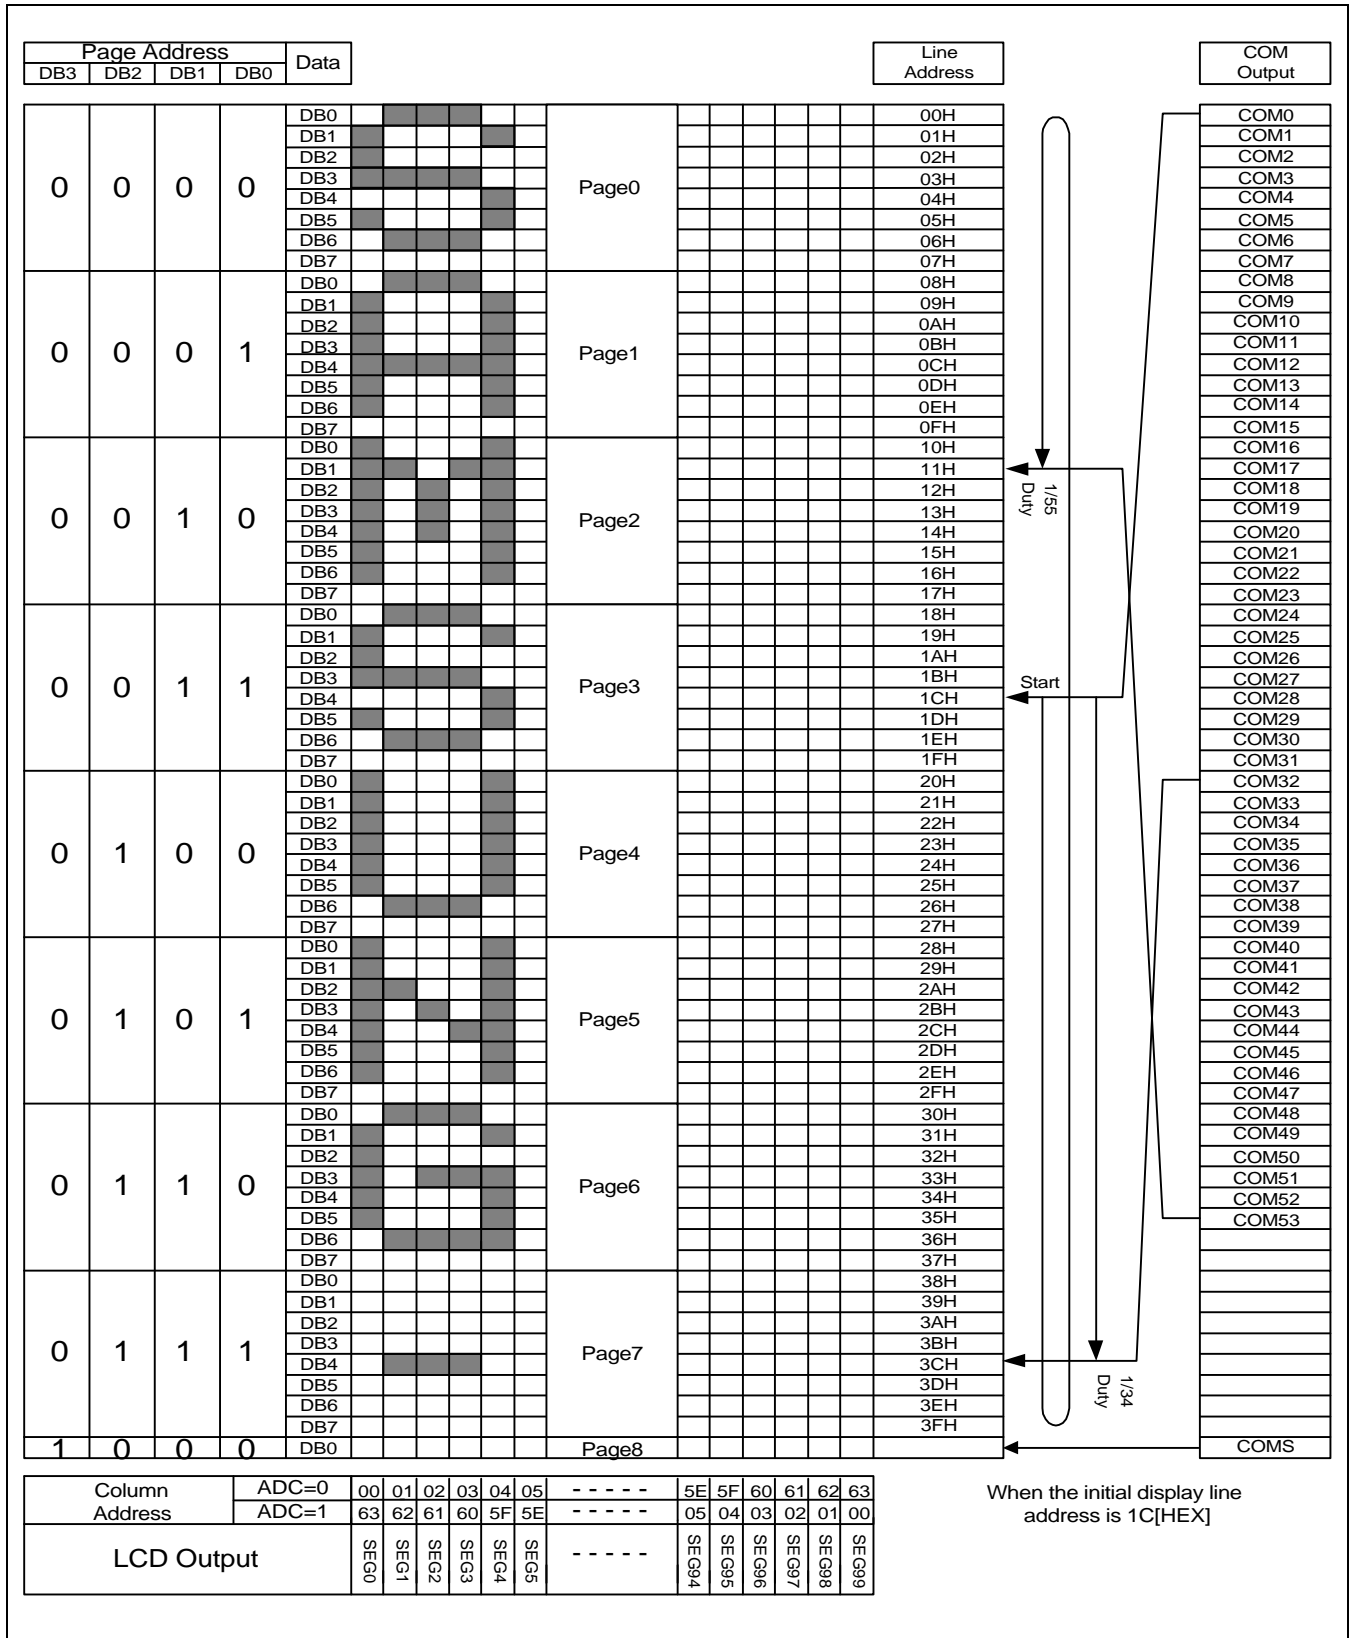 Page Address Data Line Address COM Output
DB3 DB2 DB1 DB0
DB0 00H COM0
DB1 01H COM1
DB2 02H COM2
0 0 0 0 DB3 Page0 03H COM3
DB4 04H COM4
DB5 05H COM5
DB6 06H COM6
DB7 07H COM7
DB0 08H COM8
DB1 09H COM9
DB2 0AH COM10
0 0 0 1 DB3 Page1 0BH COM11
DB4 0CH COM12
DB5 0DH COM13
DB6 0EH COM14
DB7 0FH COM15
DB0 10H COM16
DB1 11H COM17
DB2 12H 1/55 Duty COM18
0 0 1 0 DB3 Page2 13H COM19
DB4 14H COM20
DB5 15H COM21
DB6 16H COM22
DB7 17H COM23
DB0 18H COM24
DB1 19H COM25
DB2 1AH COM26
0 0 1 1 DB3 Page3 1BH Start COM27
DB4 1CH COM28
DB5 1DH COM29
DB6 1EH COM30
DB7 1FH COM31
DB0 20H COM32
DB1 21H COM33
DB2 22H COM34
0 1 0 0 DB3 Page4 23H COM35
DB4 24H COM36
DB5 25H COM37
DB6 26H COM38
DB7 27H COM39
DB0 28H COM40
DB1 29H COM41
DB2 2AH COM42
0 1 0 1 DB3 Page5 2BH COM43
DB4 2CH COM44
DB5 2DH COM45
DB6 2EH COM46
DB7 2FH COM47
DB0 30H COM48
DB1 31H COM49
DB2 32H COM50
0 1 1 0 DB3 Page6 33H COM51
DB4 34H COM52
DB5 35H COM53
DB6 36H
DB7 37H
DB0 38H
DB1 39H
DB2 3AH
0 1 1 1 DB3 Page7 3BH
DB4 3CH
DB5 3DH 1/34 Duty
DB6 3EH
DB7 3FH
1 0 0 0 DB0 Page8 COMS
Column Address ADC=0 00 01 02 03 04 05 - - - - - 5E 5F 60 61 62 63
ADC=1 63 62 61 60 5F 5E - - - - - 05 04 03 02 01 00
LCD Output SEG0 SEG1 SEG2 SEG3 SEG4 SEG5 - - - - - SEG94 SEG95 SEG96 SEG97 SEG98 SEG99
When the initial display line
address is 1C[HEX]